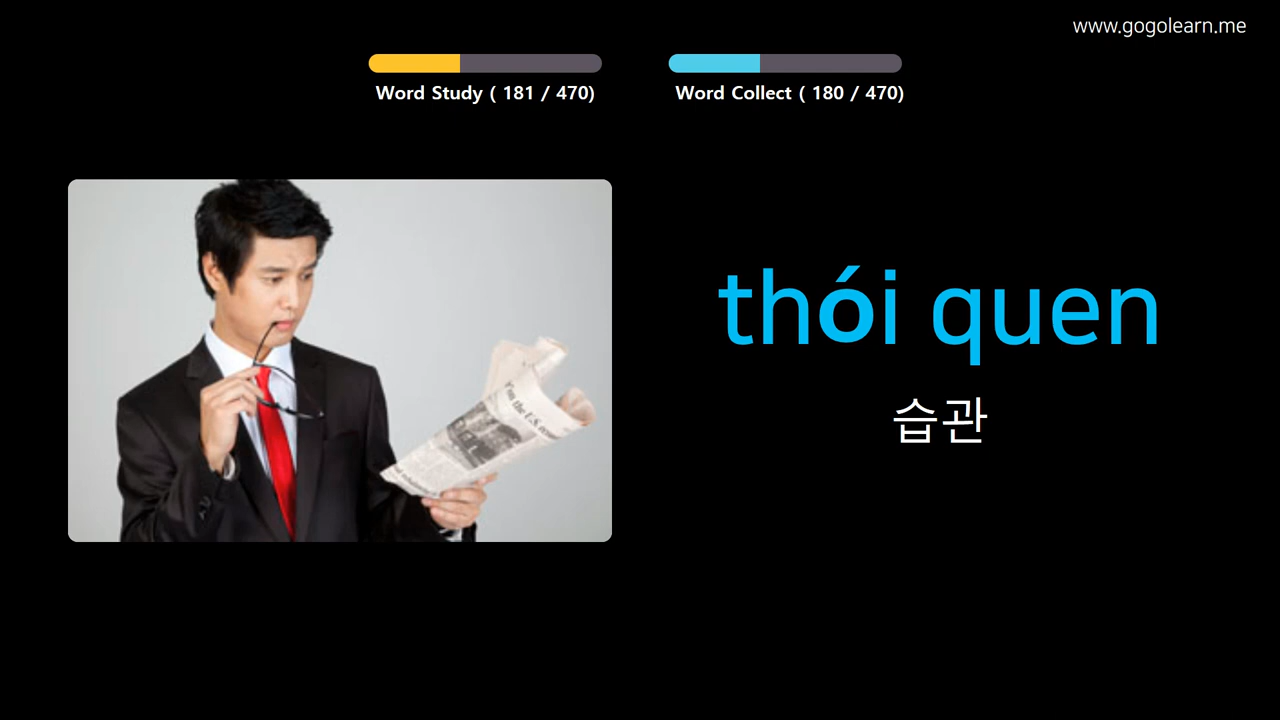 www.gogolearn.me
Word Study ( 181 / 470)
Word Collect ( 180 / 470)
thói quen
습관